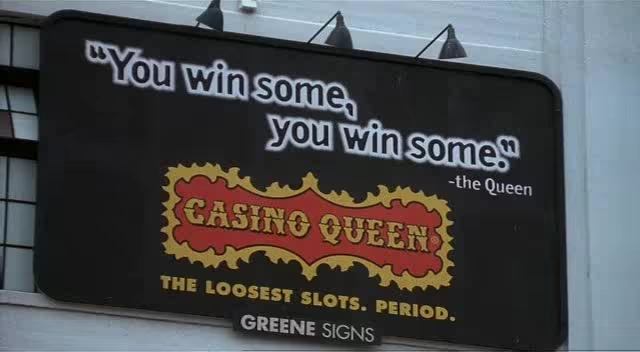 "You win some,
you win some."
-the Queen
CASINO QUEEN®
THE LOOSEST SLOTS. PERIOD.
GREENE SIGNS